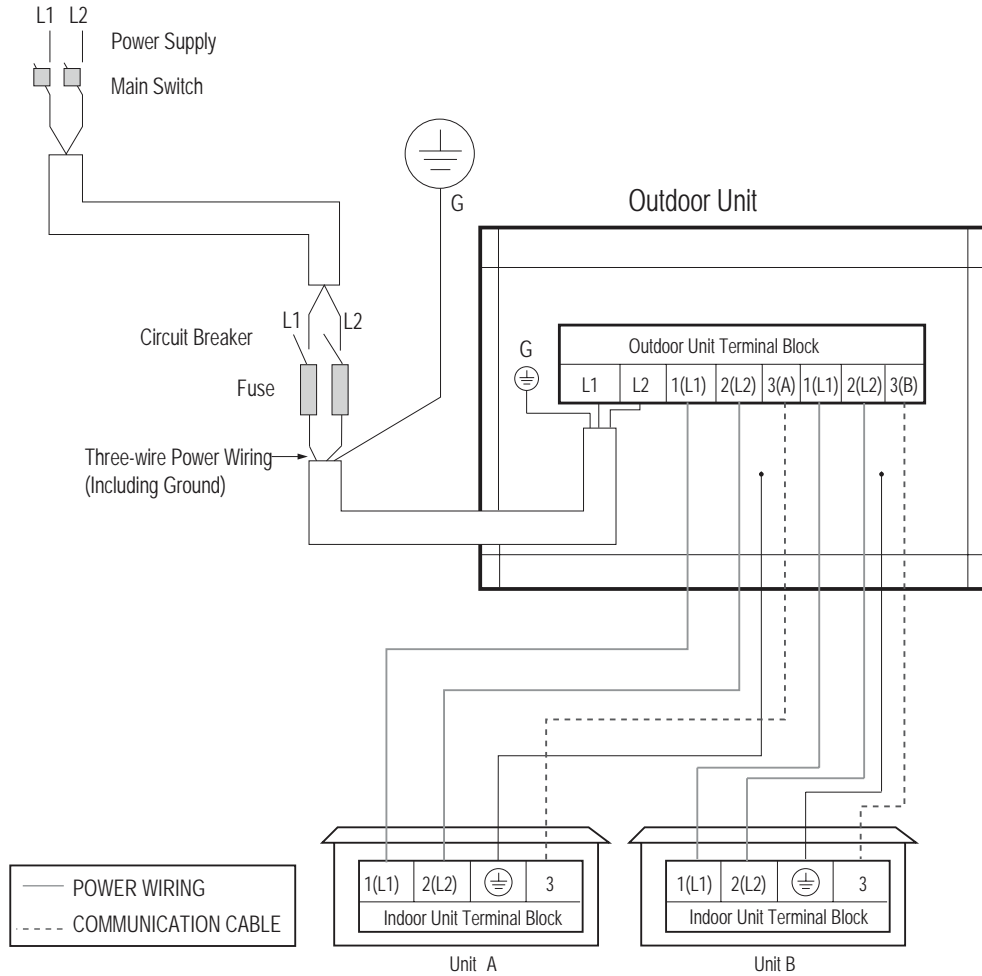 L1 L2
Power Supply
Main Switch
G
Outdoor Unit
L1 L2
Circuit Breaker
Fuse
Three-wire Power Wiring
(Including Ground)
G
Outdoor Unit Terminal Block
L1 L2 1(L1) 2(L2) 3(A) 1(L1) 2(L2) 3(B)
1(L1) 2(L2) 3
Indoor Unit Terminal Block
Unit A
1(L1) 2(L2) 3
Indoor Unit Terminal Block
Unit B
POWER WIRING
COMMUNICATION CABLE